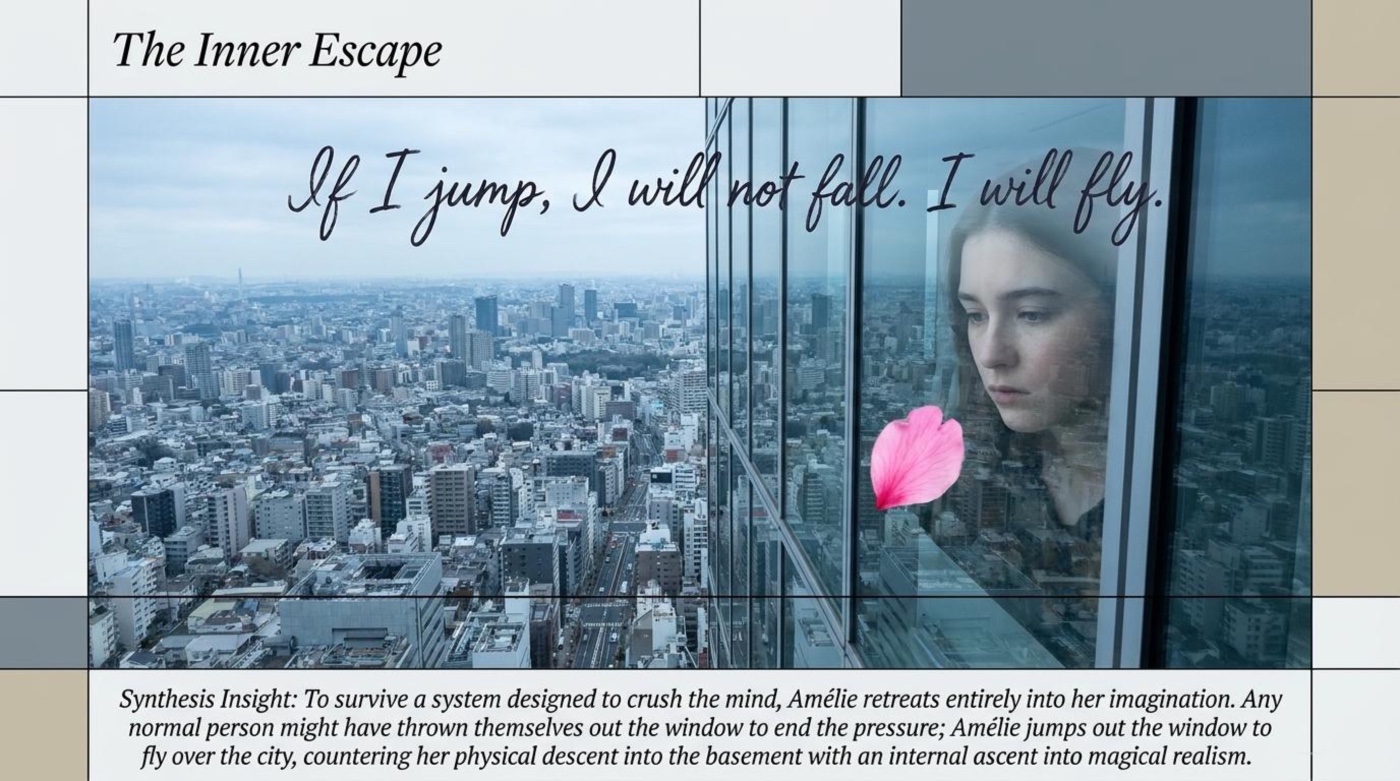 The Inner Escape
If I jump, I will not fall. I will fly.
Synthesis Insight: To survive a system designed to crush the mind, Amélie retreats entirely into her imagination. Any
normal person might have thrown themselves out the window to end the pressure; Amélie jumps out the window to
fly over the city, countering her physical descent into the basement with an internal ascent into magical realism.